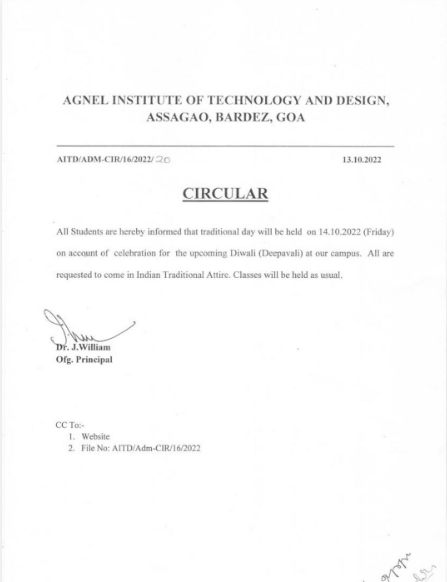 AGNEL INSTITUTE OF TECHNOLOGY AND DESIGN,
ASSAGAO, BARDEZ, GOA
AITD/ADM-CIR/16/2022/20 13.10.2022
CIRCULAR
All Students are hereby informed that traditional day will be held on 14.10.2022 (Friday)
on account of celebration for the upcoming Diwali (Deepavali) at our campus. All are
requested to come in Indian Traditional Attire. Classes will be held as usual.
Dr. J.William
Ofg. Principal
CC To:-
1. Website
2. File No: AITD/Adm-CIR/16/2022